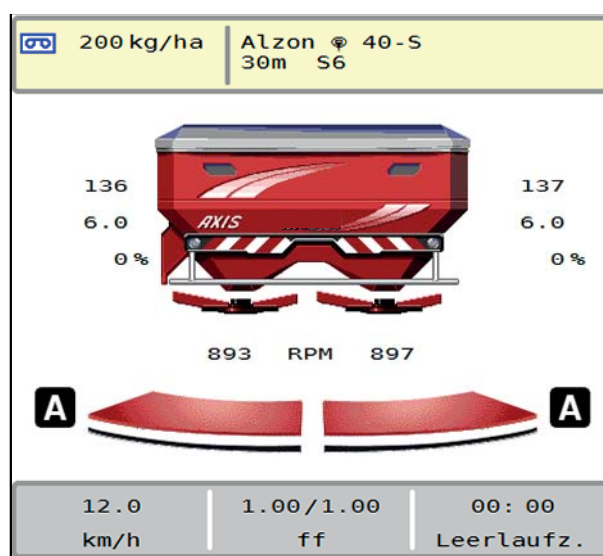 200 kg/ha
Alzon 40-S
30m S6
136
137
6.0
6.0
0%
0%
AXIS
893 RPM 897
A
A
12.0
1.00/1.00
00:00
km/h
ff
Leerlaufz.